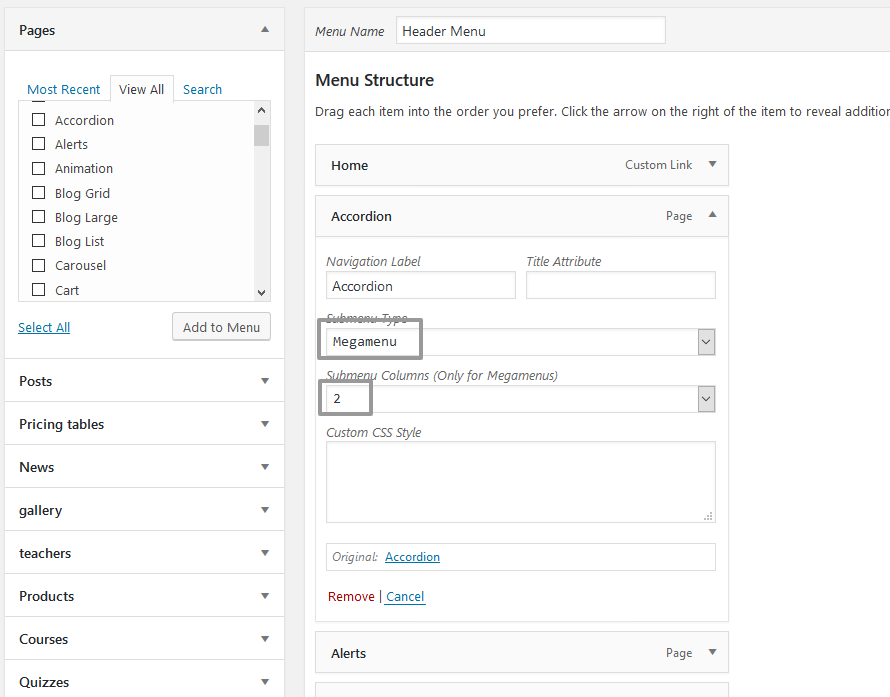 Pages
Most Recent
View All
Search
Accordion
Alerts
Animation
Blog Grid
Blog Large
Blog List
Carousel
Cart
Select All
Add to Menu
Posts
Pricing tables
News
gallery
teachers
Products
Courses
Quizzes
Menu Name
Header Menu
Menu Structure
Drag each item into the order you prefer. Click the arrow on the right of the item to reveal addition
Home
Custom Link
Accordion
Page
Navigation Label
Title Attribute
Accordion
Submenu Type
Megamenu
Submenu Columns (Only for Megamenus)
2
Custom CSS Style
Original: Accordion
Remove | Cancel
Alerts
Page